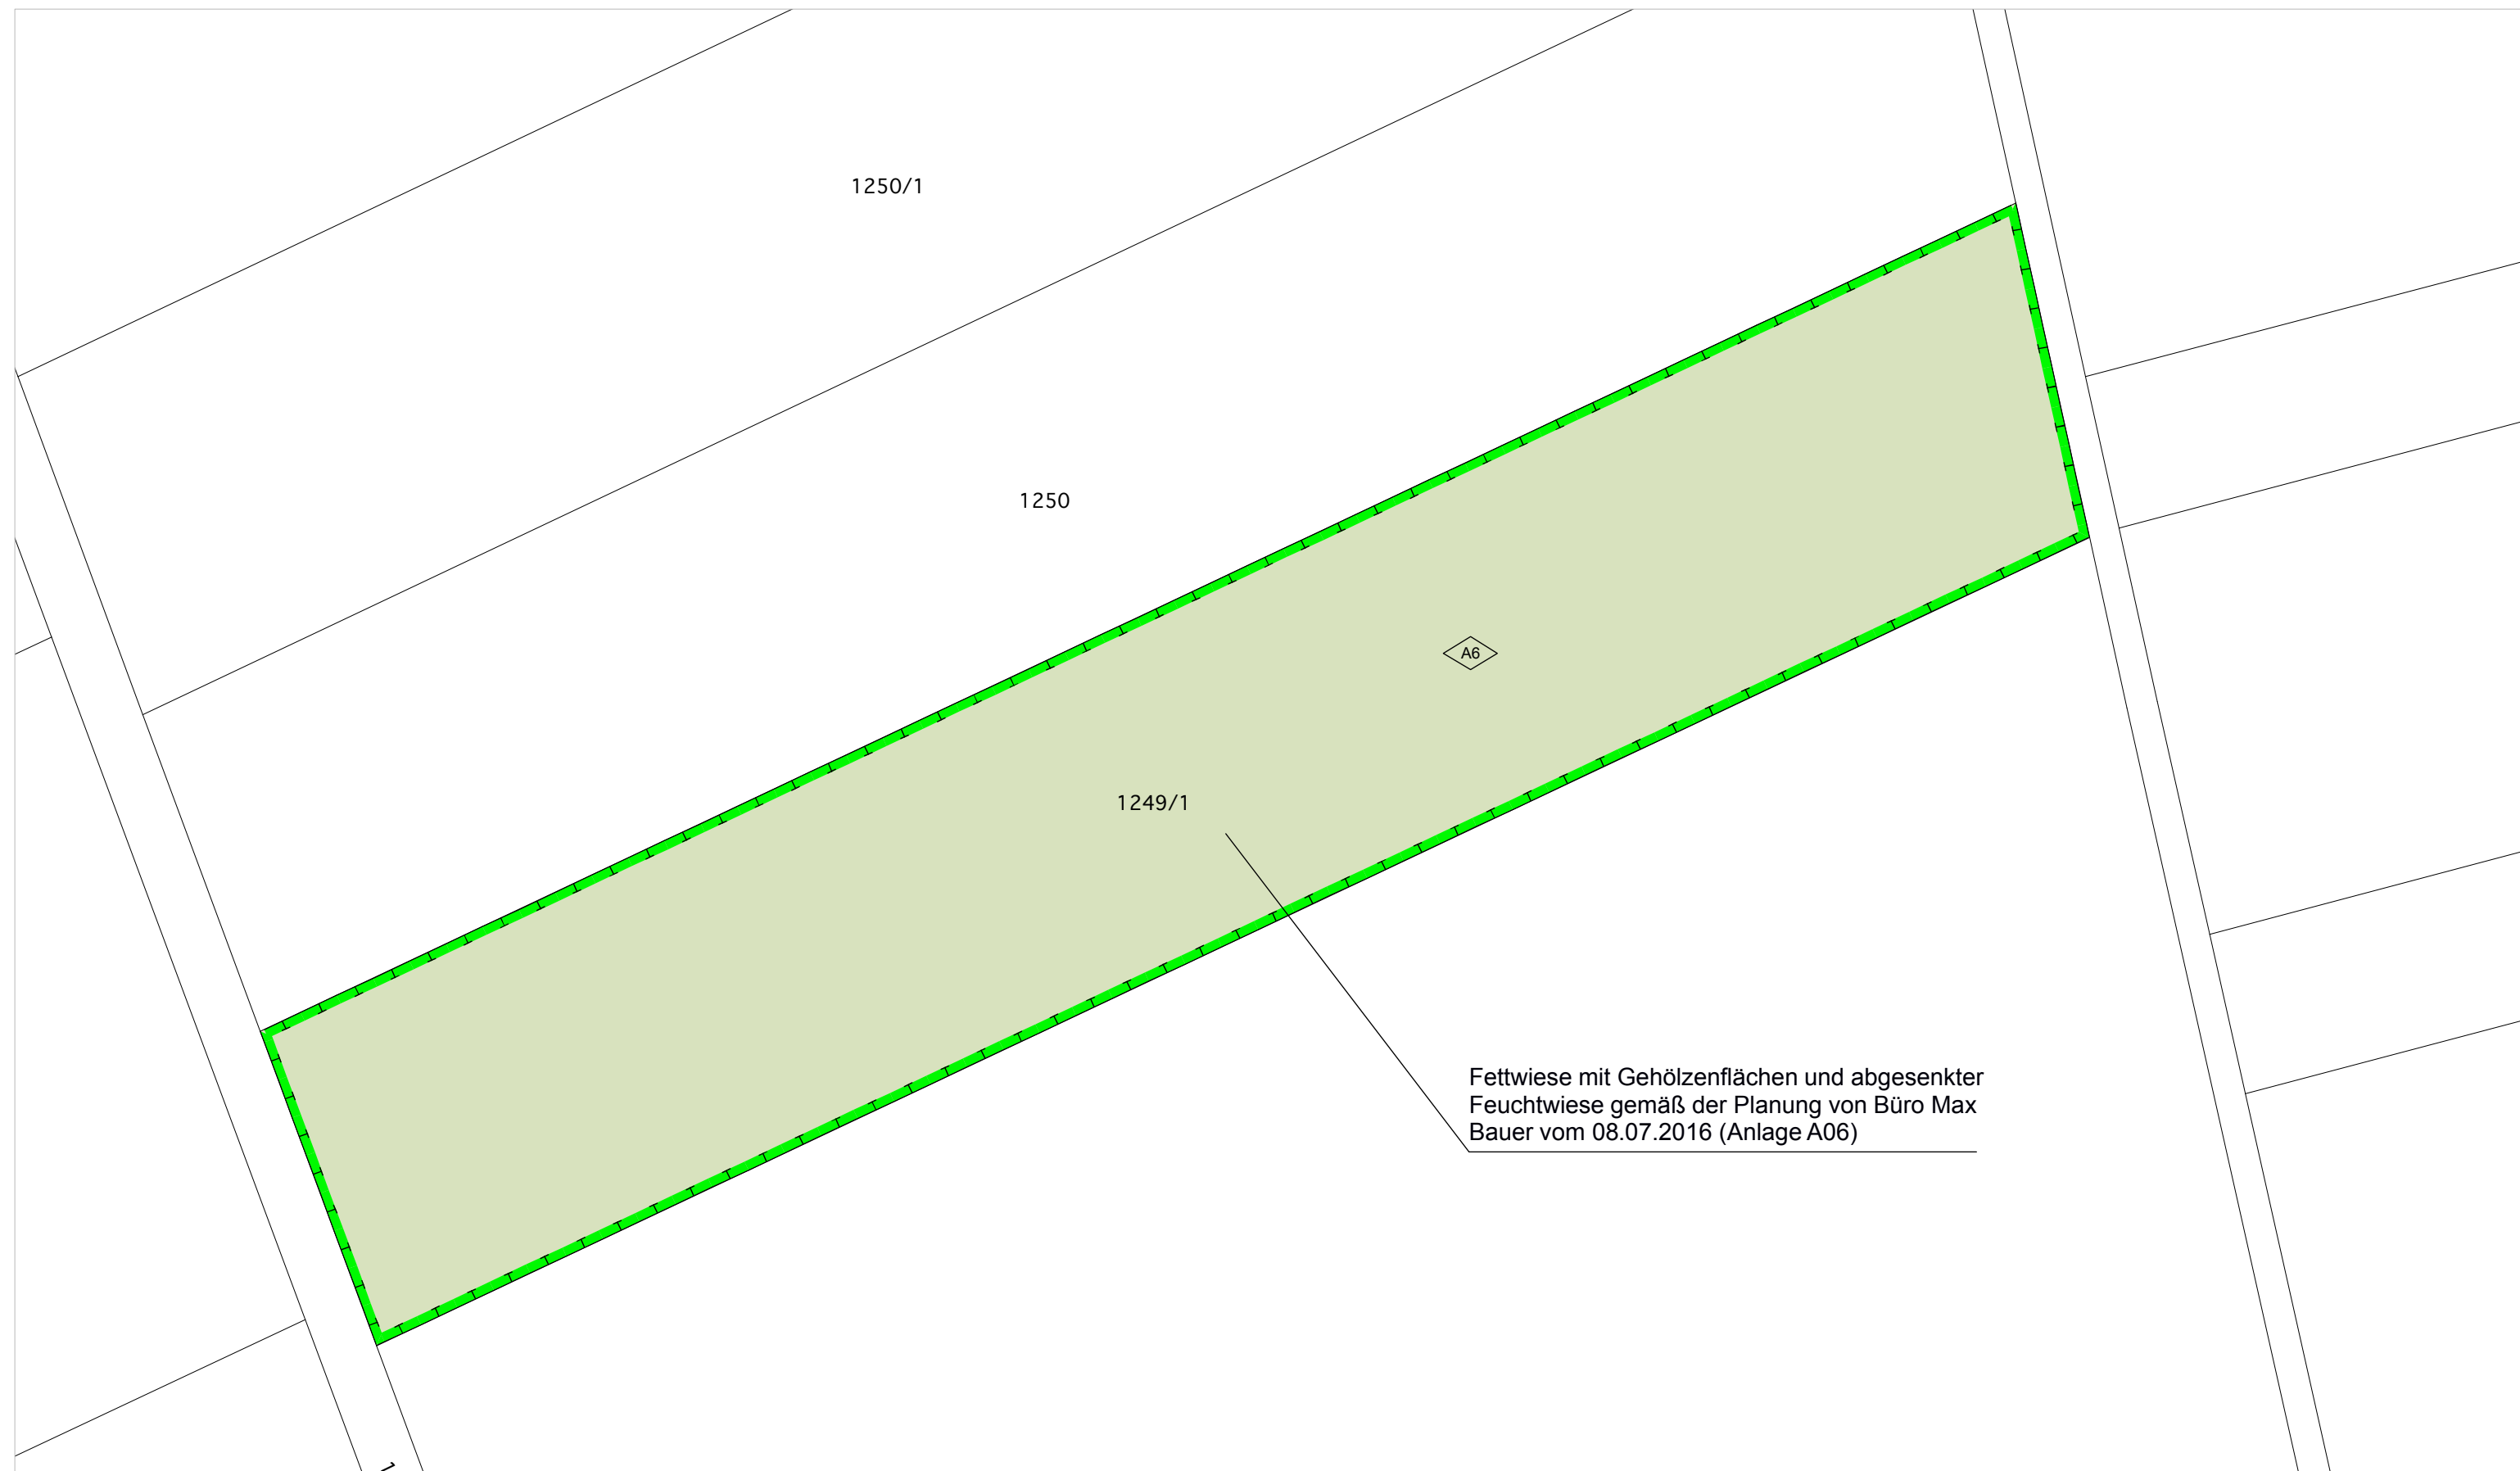 1250/1
1250
A6
1249/1
Fettwiese mit Gehölzenflächen und abgesenkter
Feuchtwiese gemäß der Planung von Büro Max
Bauer vom 08.07.2016 (Anlage A06)
1